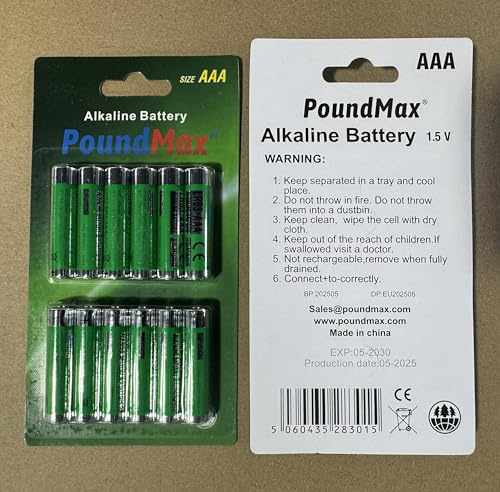 SIZE AAA
Alkaline Battery
PoundMax®
AAA
PoundMax®
Alkaline Battery 1.5 V
WARNING:
1. Keep separated in a tray and cool
place.
2. Do not throw in fire. Do not throw
them into a dustbin.
3. Keep clean, wipe the cell with dry
cloth.
4. Keep out of the reach of children.If
swallowed visit a doctor.
5. Not rechargeable,remove when fully
drained.
6. Connect+to-correctly.
BP:202505 DP:EU202505
Sales@poundmax.com
www.poundmax.com
Made in china
EXP:05-2030
Production date:05-2025
CE
5 060435 283015